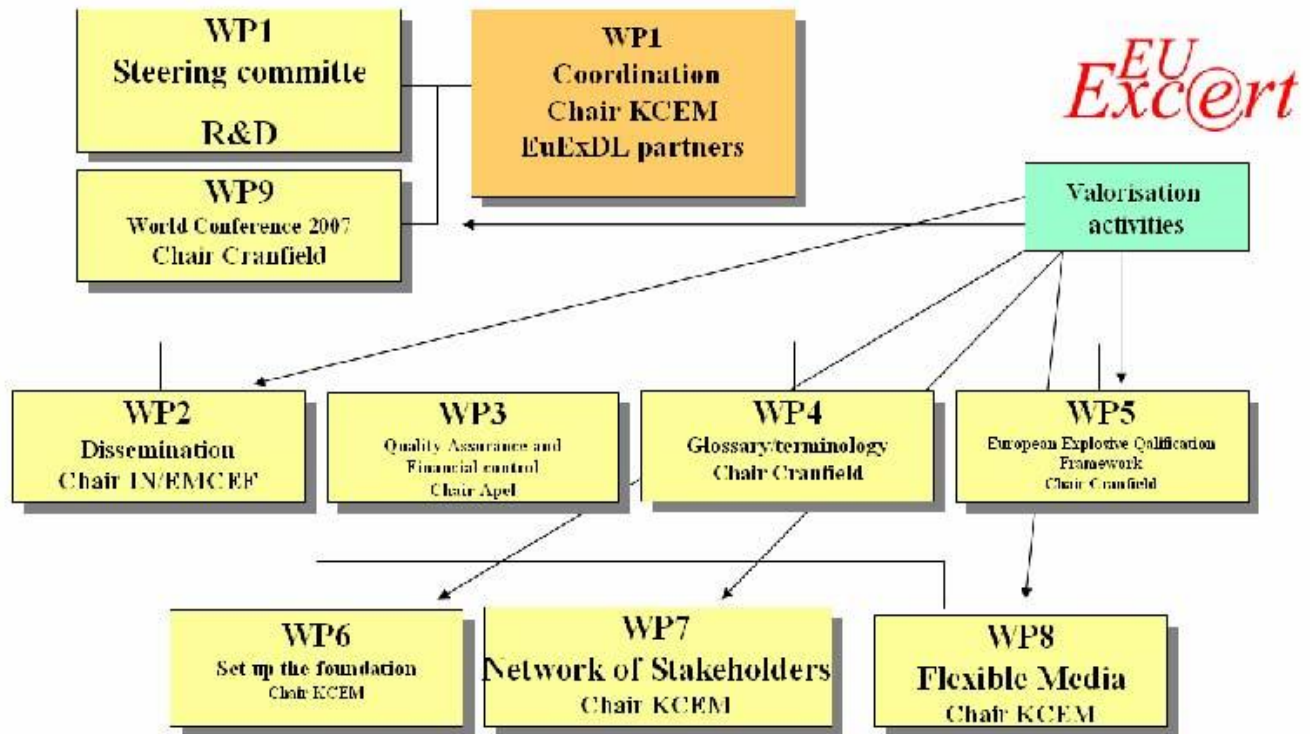 WP1
Steering committe
R&D
WP1
Coordination
Chair KCEM
EuExDL partners
EU
Exc@rt
WP9
World Conference 2007
Chair Cranfield
Valorisation
activities
WP2
Dissemination
Chair IN/EMCEF
WP3
Quality Assurance and
Financial control
Chair Apel
WP4
Glossary/terminology
Chair Cranfield
WP5
European Explosive Qalification
Framework
Chair Cranfield
WP6
Set up the foundation
Chair KCEM
WP7
Network of Stakeholders
Chair KCEM
WP8
Flexible Media
Chair KCEM